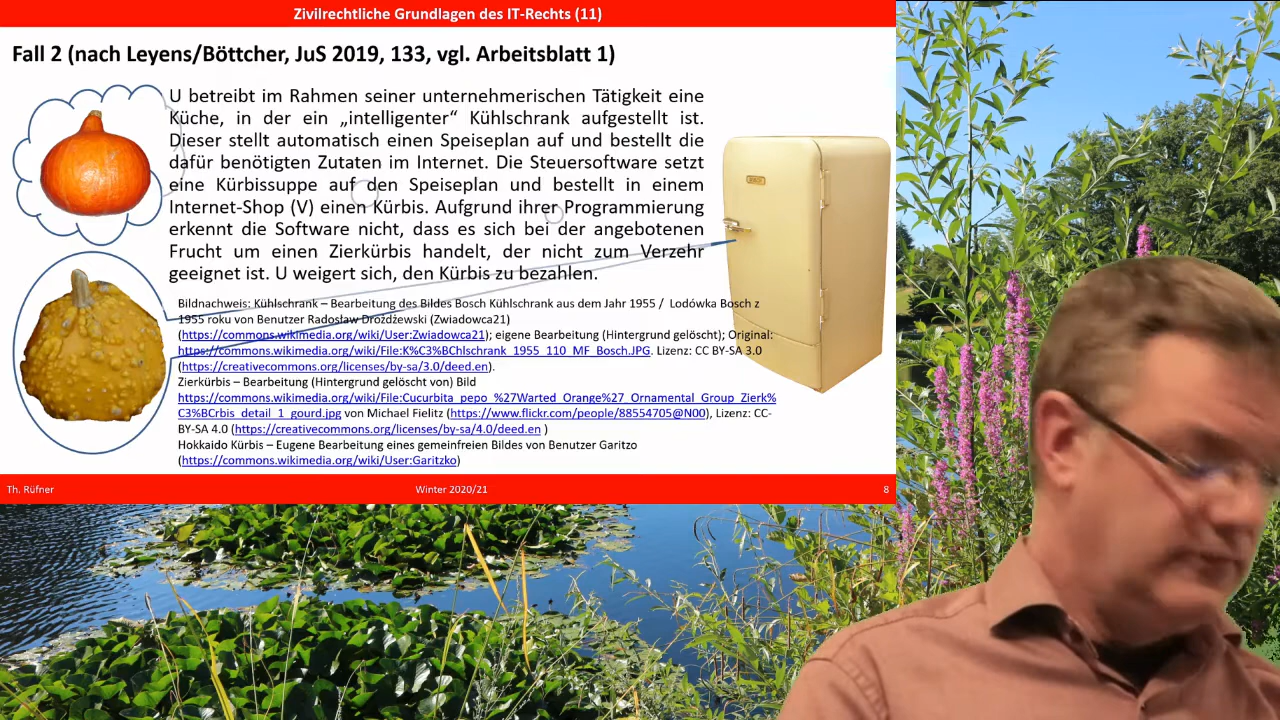 Zivilrechtliche Grundlagen des IT-Rechts (11)
Fall 2 (nach Leyens/Böttcher, JuS 2019, 133, vgl. Arbeitsblatt 1)
U betreibt im Rahmen seiner unternehmerischen Tätigkeit eine
Küche, in der ein „intelligenter“ Kühlschrank aufgestellt ist.
Dieser stellt automatisch einen Speiseplan auf und bestellt die
dafür benötigten Zutaten im Internet. Die Steuersoftware setzt
eine Kürbissuppe auf den Speiseplan und bestellt in einem
Internet-Shop (V) einen Kürbis. Aufgrund ihrer Programmierung
erkennt die Software nicht, dass es sich bei der angebotenen
Frucht um einen Zierkürbis handelt, der nicht zum Verzehr
geeignet ist. U weigert sich, den Kürbis zu bezahlen.
Bildnachweis: Kühlschrank – Bearbeitung des Bildes Bosch Kühlschrank aus dem Jahr 1955 / Lodówka Bosch z
1955 roku von Benutzer Radosław Drożdżewski (Zwiadowca21)
(https://commons.wikimedia.org/wiki/User:Zwiadowca21); eigene Bearbeitung (Hintergrund gelöscht); Original:
https://commons.wikimedia.org/wiki/File:K%C3%BChlschrank_1955_110_MF_Bosch.JPG. Lizenz: CC BY-SA 3.0
(https://creativecommons.org/licenses/by-sa/3.0/deed.en).
Zierkürbis – Bearbeitung (Hintergrund gelöscht von) Bild
https://commons.wikimedia.org/wiki/File:Cucurbita_pepo_%27Warted_Orange%27_Ornamental_Group_Zierk%
C3%BCrbis_detail_1_gourd.jpg von Michael Fielitz (https://www.flickr.com/people/88554705@N00), Lizenz: CC-
BY-SA 4.0 (https://creativecommons.org/licenses/by-sa/4.0/deed.en )
Hokkaido Kürbis – Eugene Bearbeitung eines gemeinfreien Bildes von Benutzer Garitzo
(https://commons.wikimedia.org/wiki/User:Garitzko)
Th. Rüfner
Winter 2020/21
8